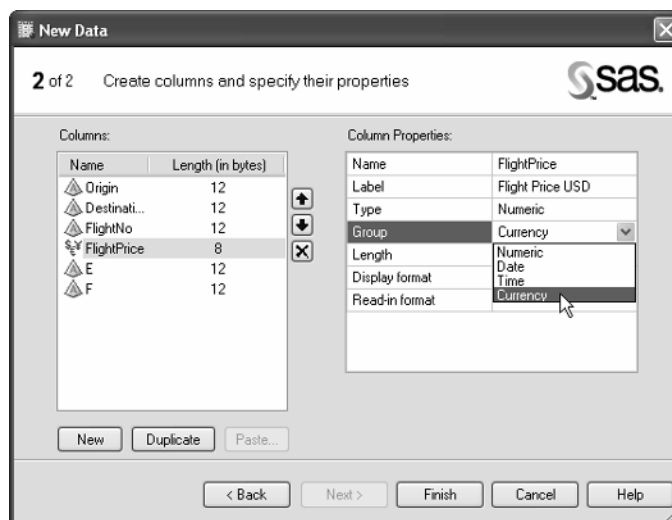 New Data
2 of 2 Create columns and specify their properties
sas.
Columns:
Name Length (in bytes)
Origin 12
Destinati... 12
FlightNo 12
FlightPrice 8
E 12
F 12
New Duplicate Paste...
Column Properties:
Name FlightPrice
Label Flight Price USD
Type Numeric
Group Currency
Length
Display format
Read-in format
Numeric
Date
Time
Currency
< Back Next > Finish Cancel Help